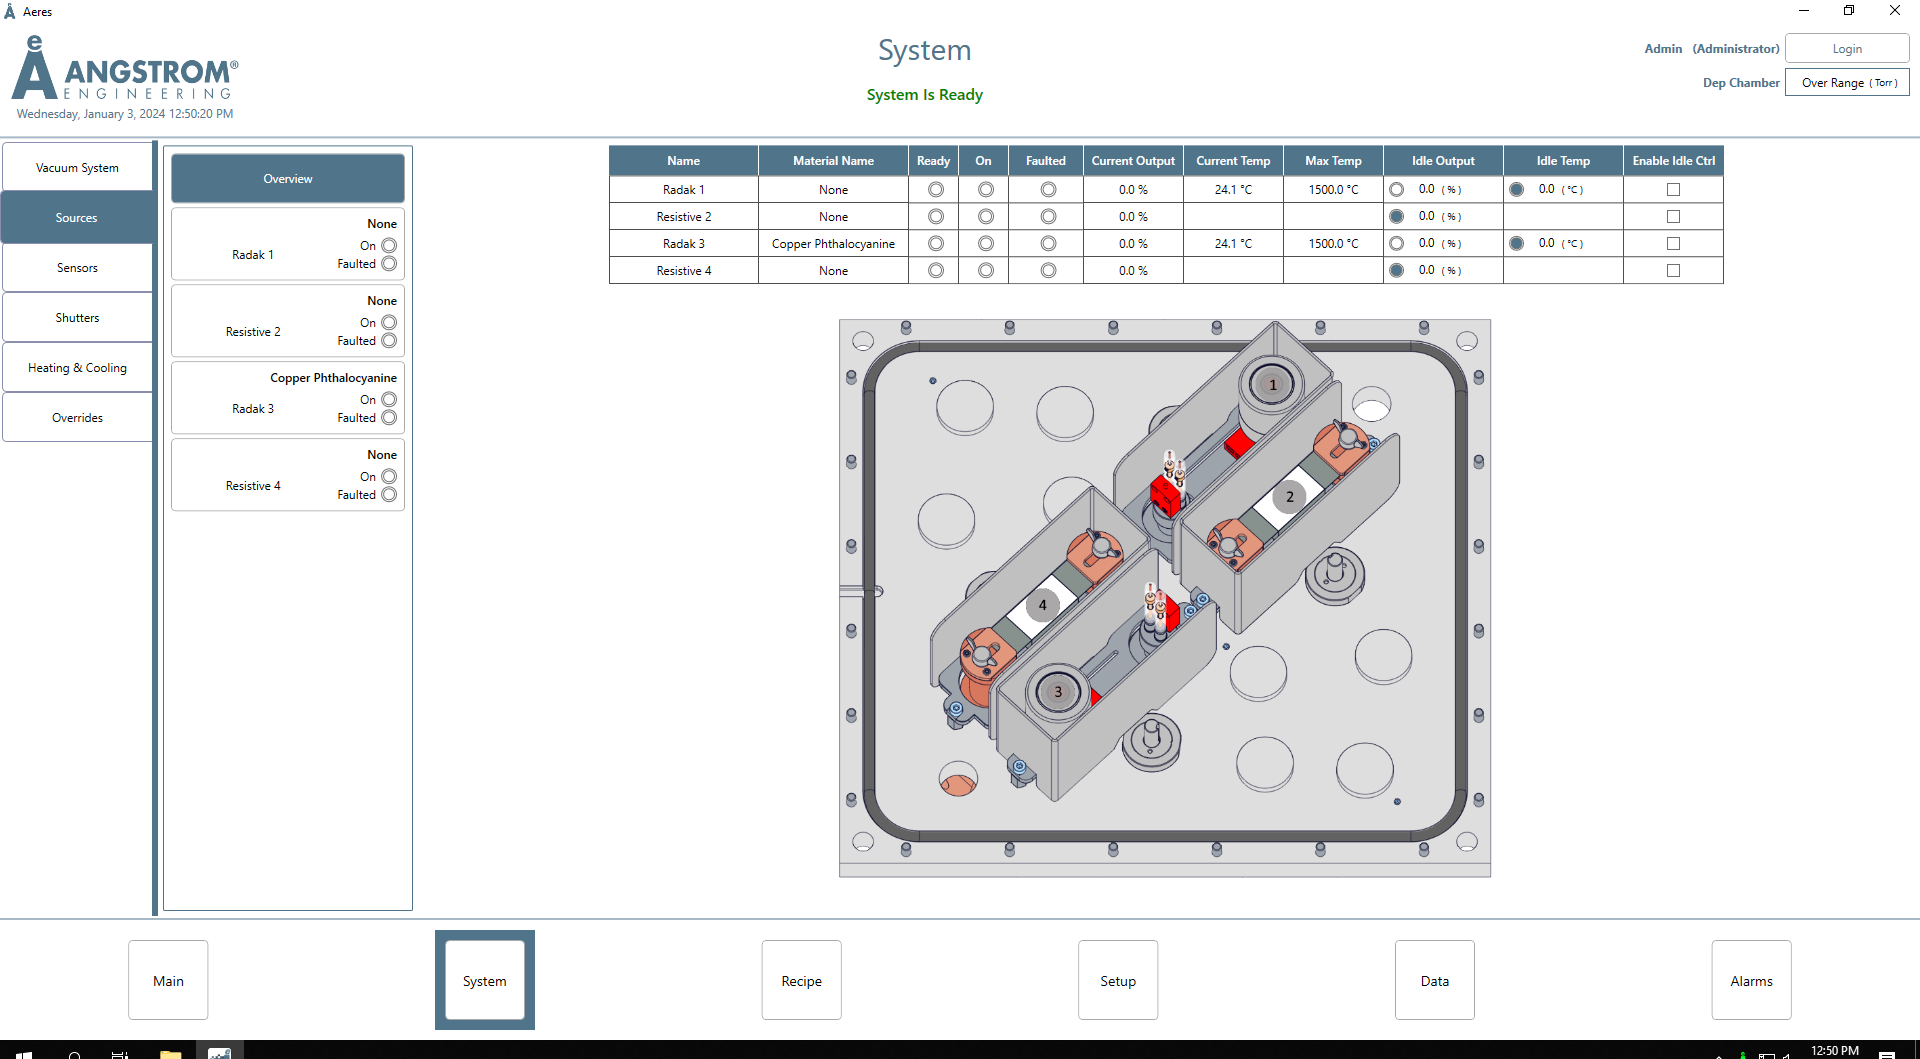 Aeres
e
ANGSTROM®
ENGINEERING
Wednesday, January 3, 2024 12:50:20 PM
System
System Is Ready
Admin (Administrator) Login
Dep Chamber Over Range (Torr)
Vacuum System
Sources
Sensors
Shutters
Heating & Cooling
Overrides
Overview
None
Radak 1
On
Faulted
None
Resistive 2
On
Faulted
Copper Phthalocyanine
Radak 3
On
Faulted
None
Resistive 4
On
Faulted
Name Material Name Ready On Faulted Current Output Current Temp Max Temp Idle Output Idle Temp Enable Idle Ctrl
Radak 1 None 0.0 % 24.1 °C 1500.0 °C 0.0 (%) 0.0 (°C)
Resistive 2 None 0.0 % 0.0 (%)
Radak 3 Copper Phthalocyanine 0.0 % 24.1 °C 1500.0 °C 0.0 (%) 0.0 (°C)
Resistive 4 None 0.0 % 0.0 (%)
1
2
4
3
Main
System
Recipe
Setup
Data
Alarms
12:50 PM